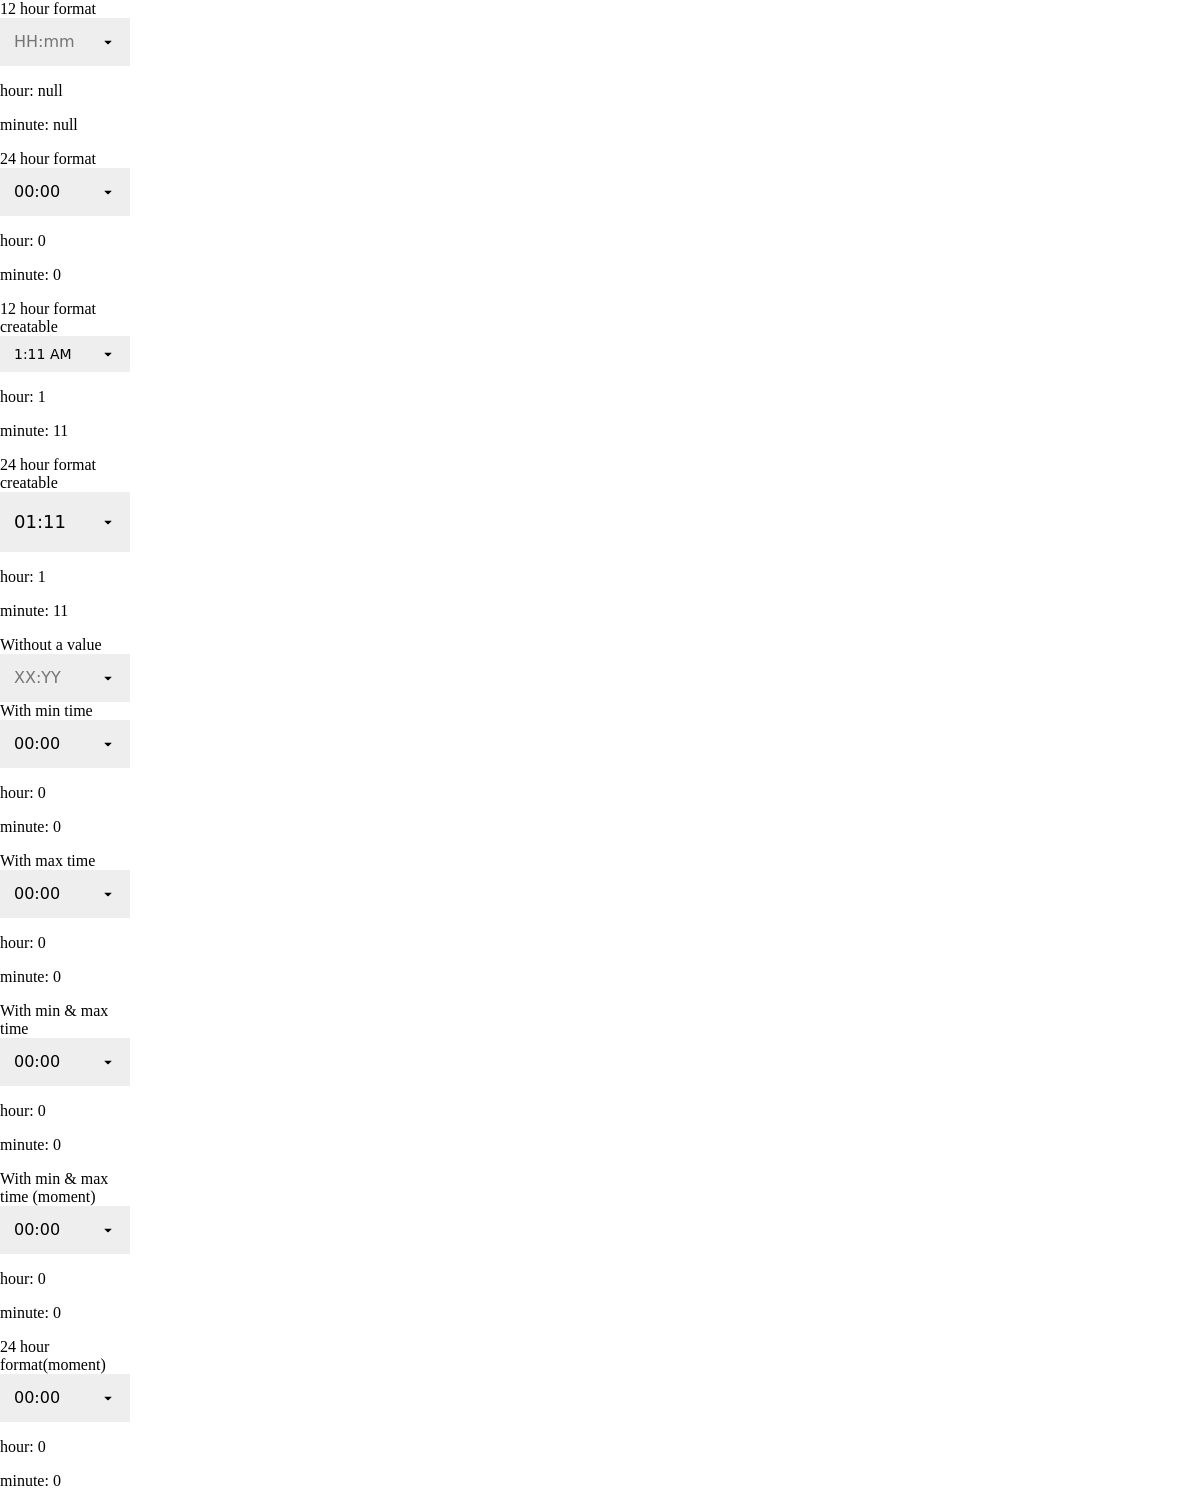 12 hour format
HH:mm
hour: null
minute: null
24 hour format
00:00
hour: 0
minute: 0
12 hour format
creatable
1:11 AM
hour: 1
minute: 11
24 hour format
creatable
01:11
hour: 1
minute: 11
Without a value
XX:YY
With min time
00:00
hour: 0
minute: 0
With max time
00:00
hour: 0
minute: 0
With min & max
time
00:00
hour: 0
minute: 0
With min & max
time (moment)
00:00
hour: 0
minute: 0
24 hour
format(moment)
00:00
hour: 0
minute: 0